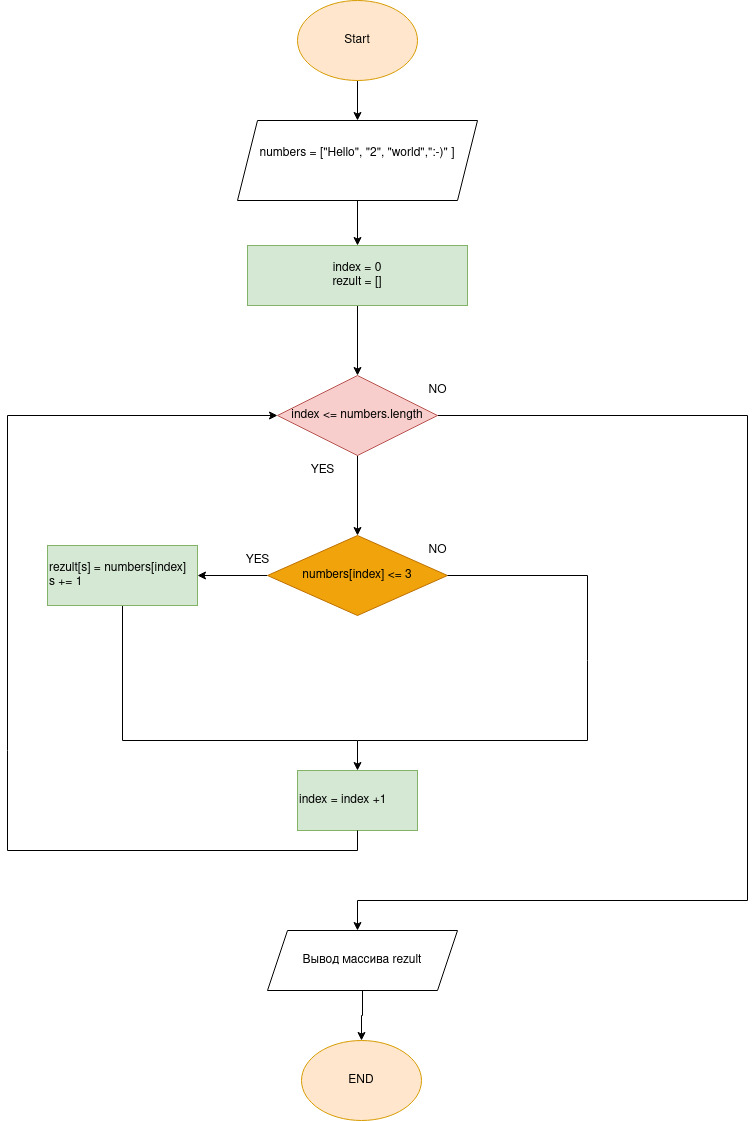 Start
numbers = ["Hello", "2", "world",":-)" ]
index = 0
rezult = []
index <= numbers.length
NO
YES
numbers[index] <= 3
YES
NO
rezult[s] = numbers[index]
s += 1
index = index +1
Вывод массива rezult
END